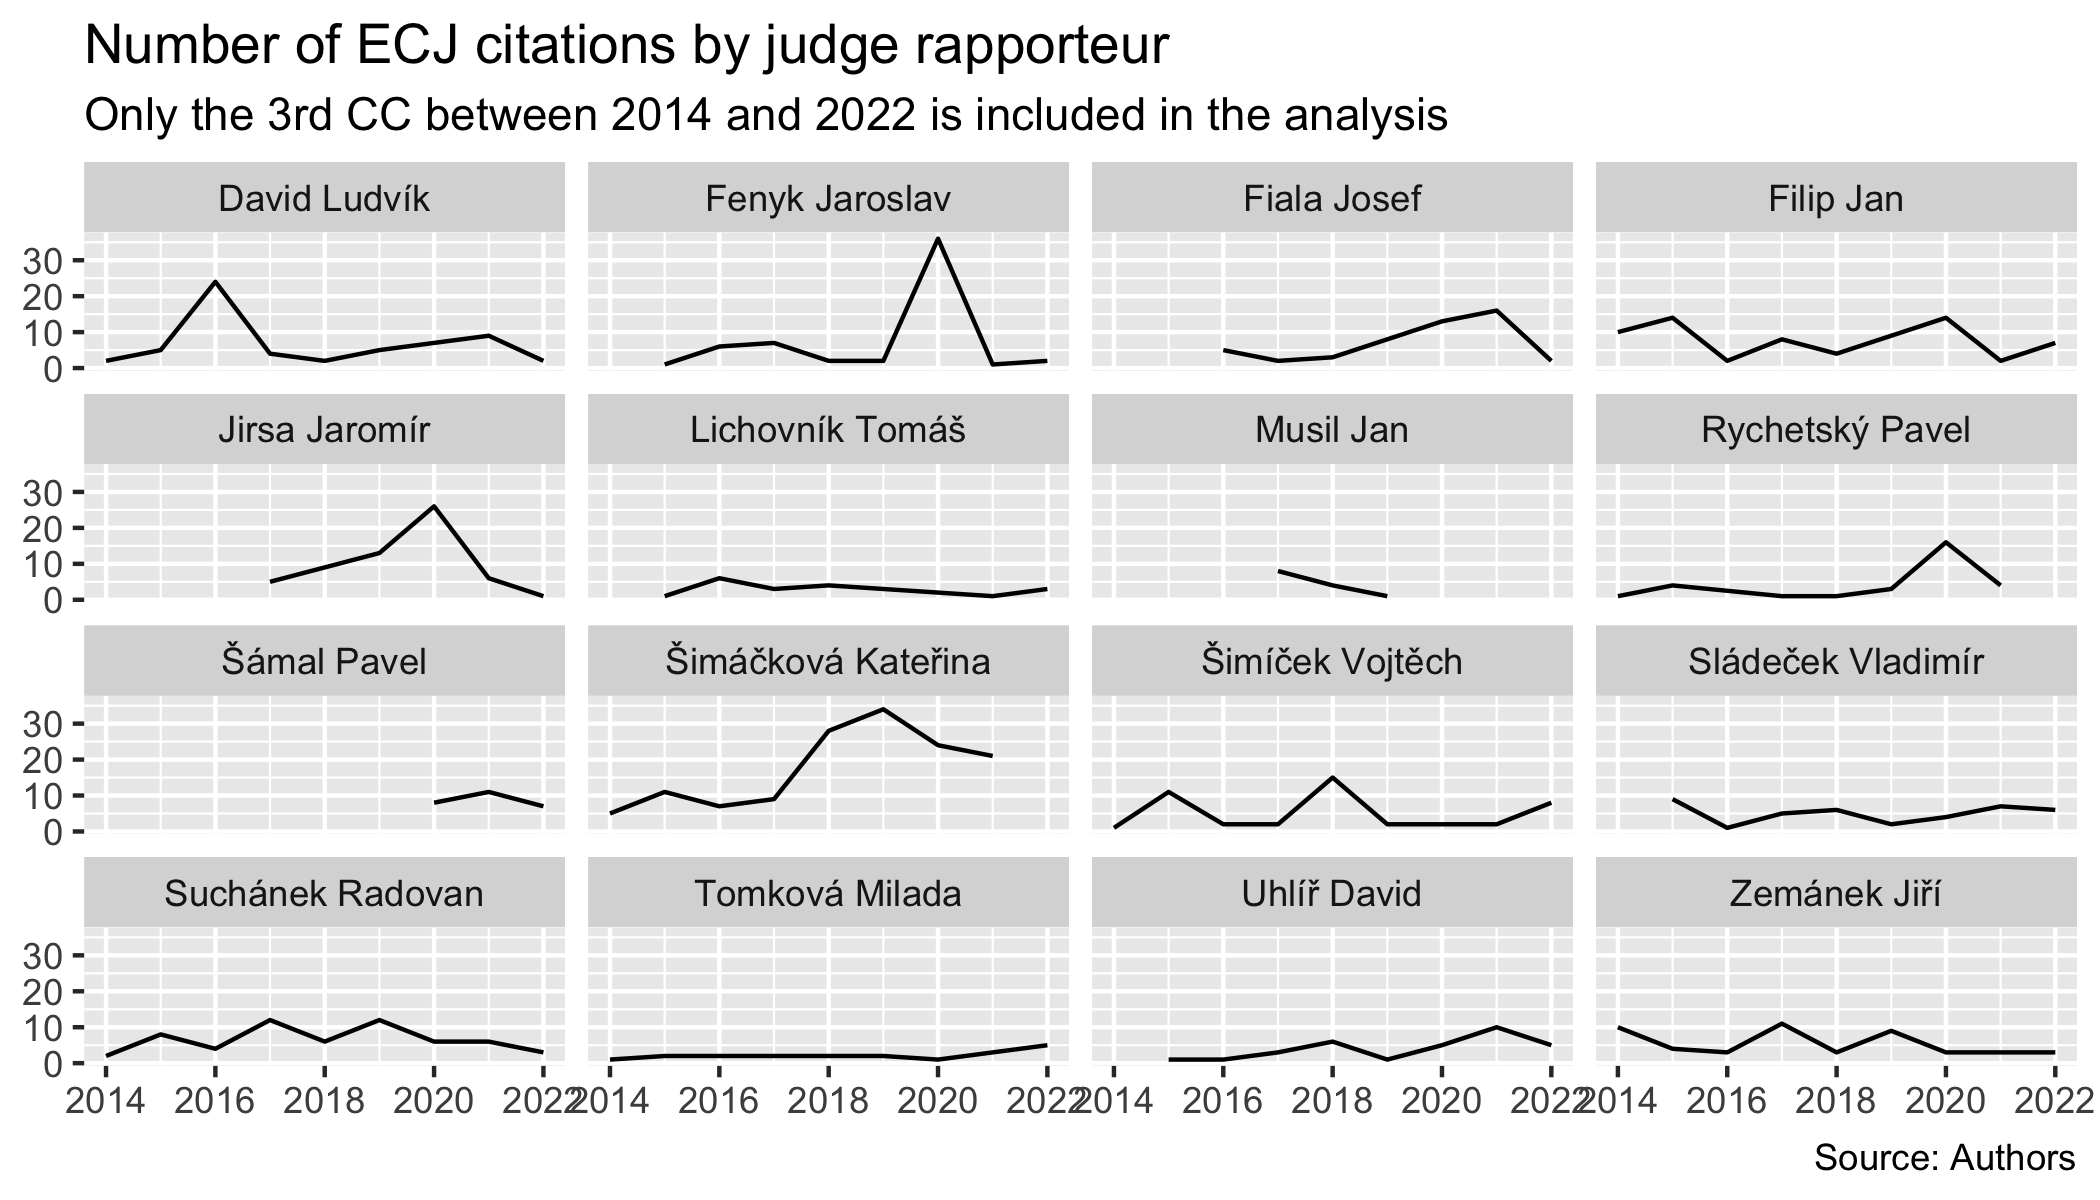 Number of ECJ citations by judge rapporteur
Only the 3rd CC between 2014 and 2022 is included in the analysis
David Ludvík
Fenyk Jaroslav
Fiala Josef
Filip Jan
30
20
10
0
Jirsa Jaromír
Lichovník Tomáš
Musil Jan
Rychetský Pavel
30
20
10
0
Šámal Pavel
Šimáčková Kateřina
Šimíček Vojtěch
Sládeček Vladimír
30
20
10
0
Suchánek Radovan
Tomková Milada
Uhlíř David
Zemánek Jiří
30
20
10
0
2014 2016 2018 2020 2022
2014 2016 2018 2020 2022
2014 2016 2018 2020 2022
2014 2016 2018 2020 2022
Source: Authors